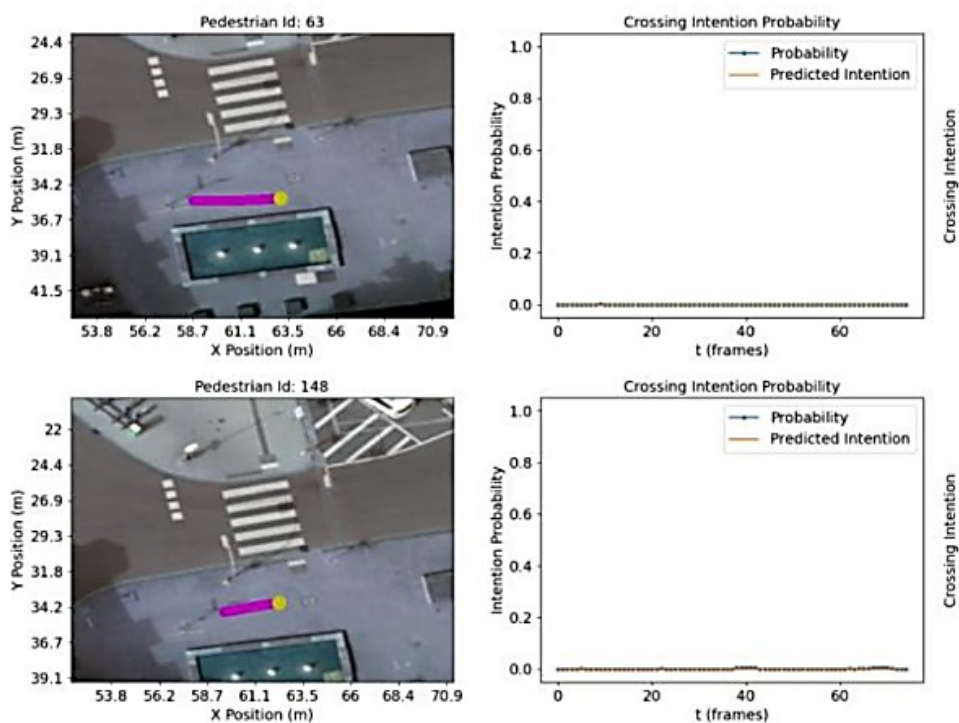 Pedestrian Id: 63
Y Position (m)
24.4
26.9
29.3
31.8
34.2
36.7
39.1
41.5
53.8 56.2 58.7 61.1 63.5 66 68.4 70.9
X Position (m)
Crossing Intention Probability
Intention Probability
1.0
0.8
0.6
0.4
0.2
0.0
Probability
Predicted Intention
0 20 40 60
t (frames)
Crossing Intention
Pedestrian Id: 148
Y Position (m)
22
24.4
26.9
29.3
31.8
34.2
36.7
39.1
53.8 56.2 58.7 61.1 63.5 66 68.4 70.9
X Position (m)
Crossing Intention Probability
Intention Probability
1.0
0.8
0.6
0.4
0.2
0.0
Probability
Predicted Intention
0 20 40 60
t (frames)
Crossing Intention